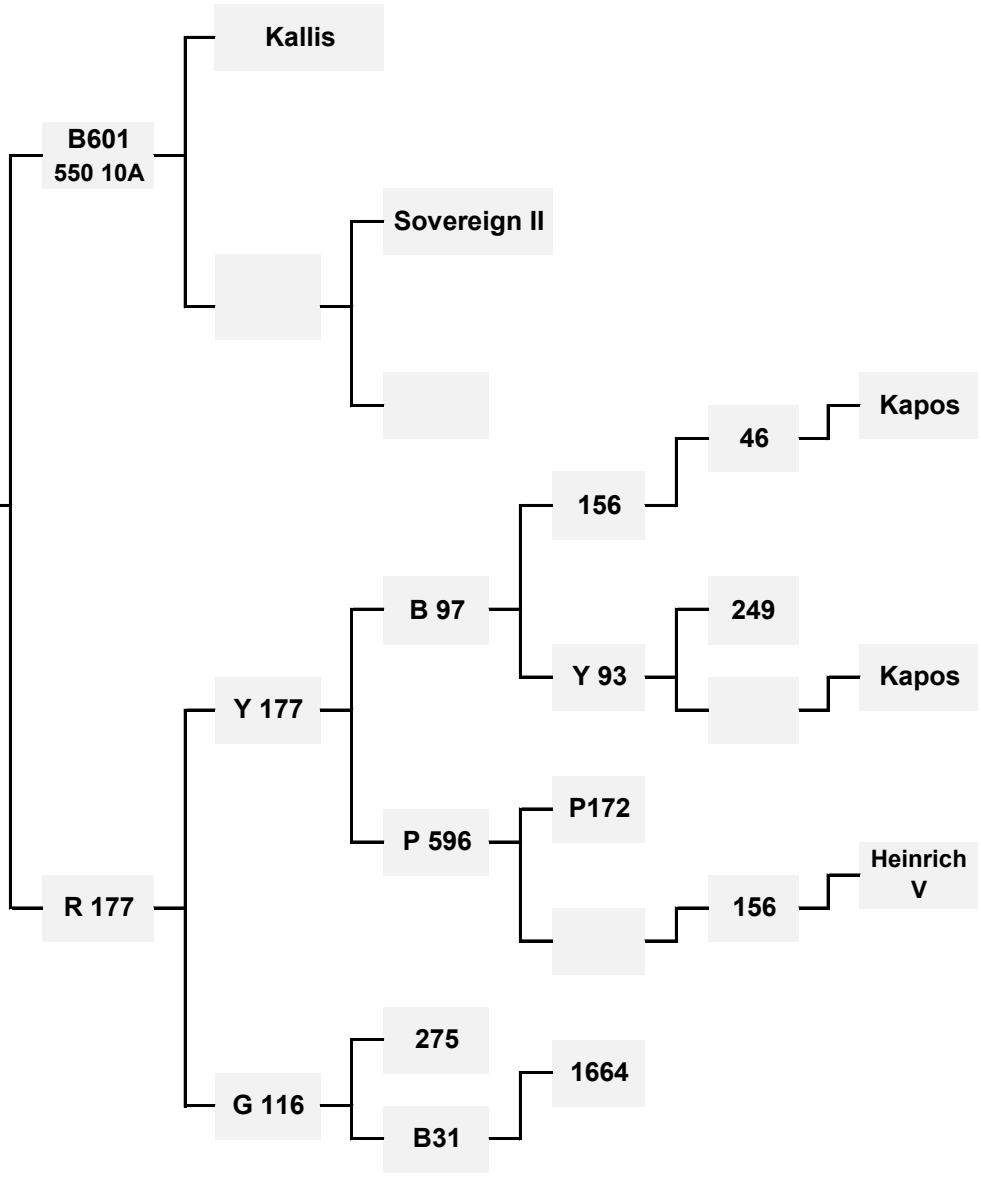 Kallis
B601
550 10A
Sovereign II
Kapos
46
156
B 97
249
Y 93
Kapos
Y 177
P172
P 596
Heinrich
V
156
R 177
275
1664
G 116
B31